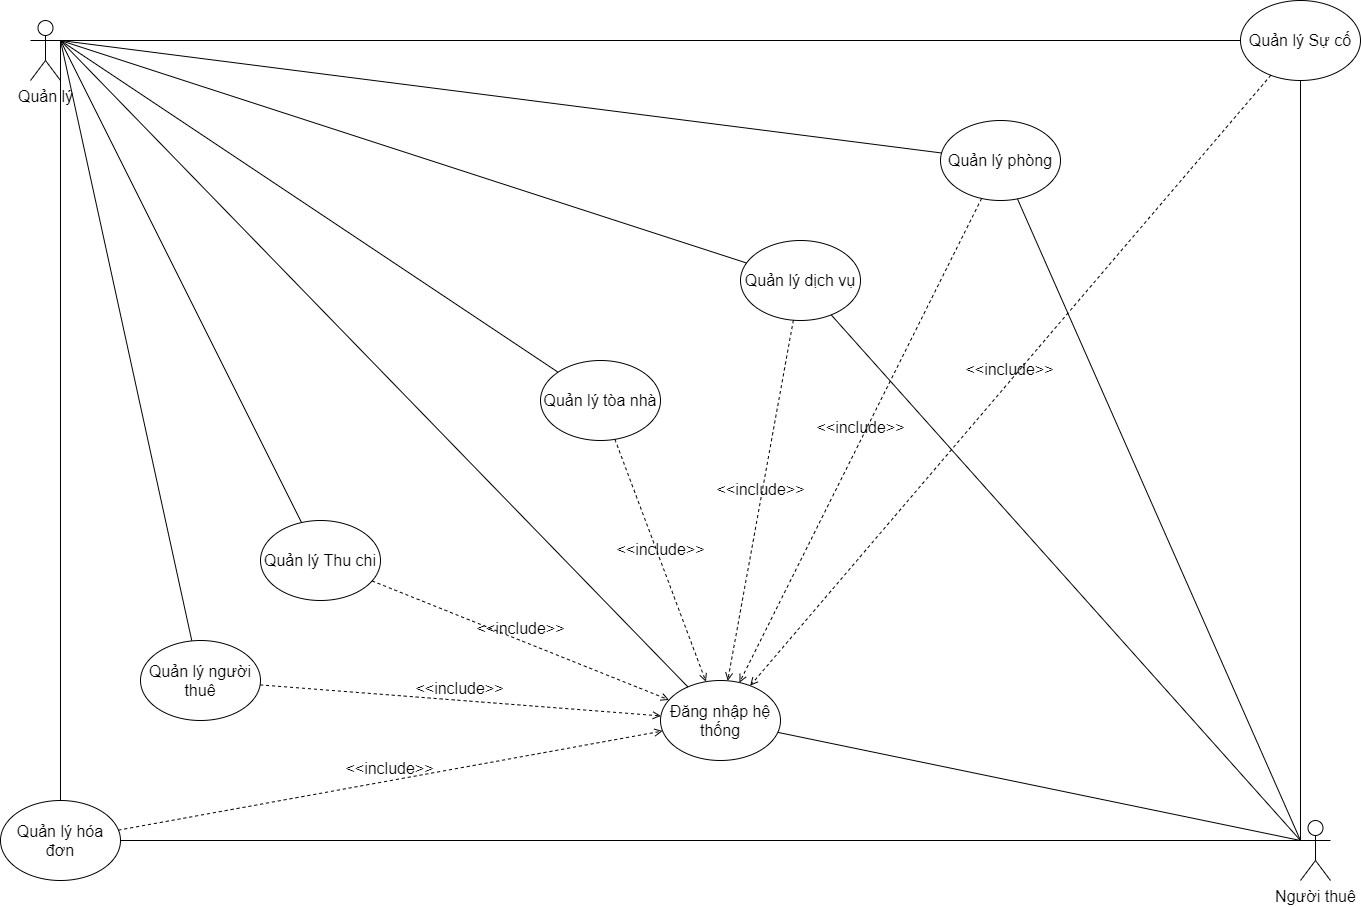 Quản lý Sự cố
Quản lý
Quản lý phòng
Quản lý dịch vụ
<<include>>
Quản lý tòa nhà
<<include>>
<<include>>
<<include>>
Quản lý Thu chi
<<include>>
Quản lý người
thuê
<<include>>
Đăng nhập hệ
thống
<<include>>
Quản lý hóa
đơn
Người thuê